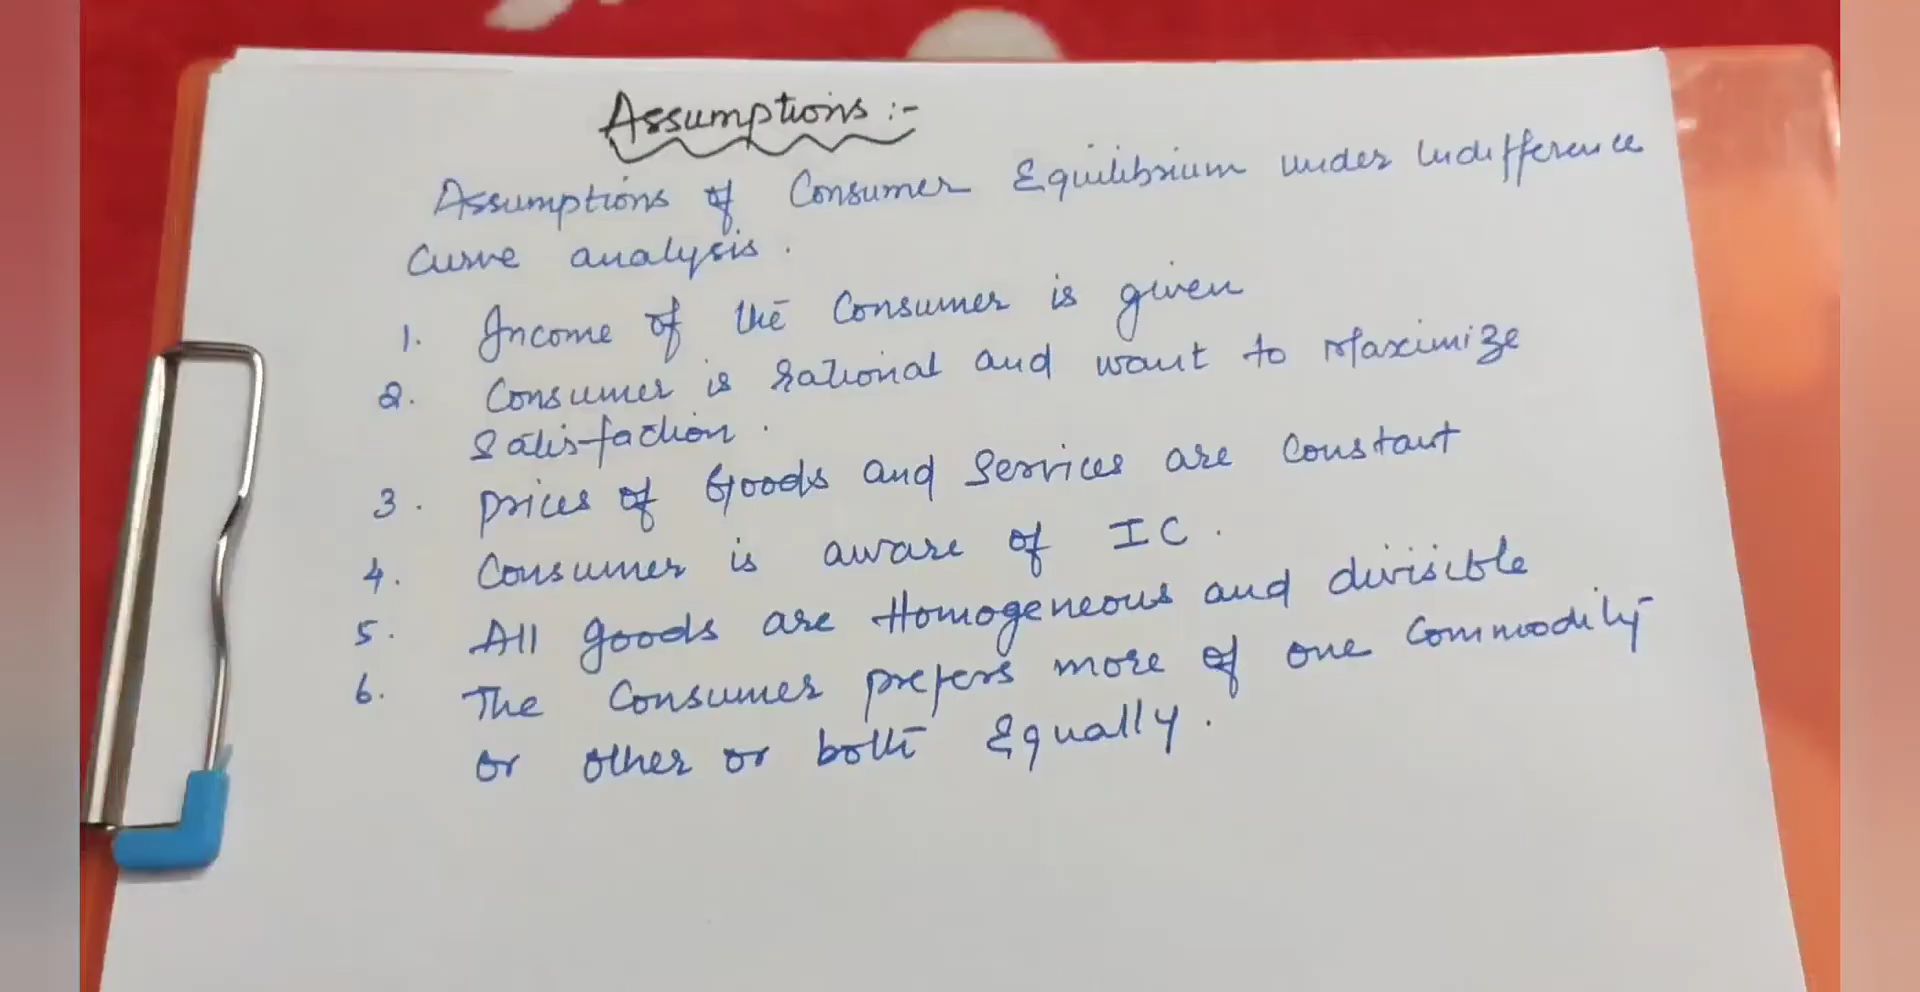 Assumptions :-
Assumptions of Consumer Equilibrium under Indifference
Curve analysis.
1. Income of the Consumer is given
2. Consumer is rational and want to Maximize
Satisfaction.
3. Prices of Goods and Services are Constant
4. Consumer is aware of IC.
5. All goods are Homogeneous and divisible
6. The Consumer prefers more of one Commodity
or other or both Equally.